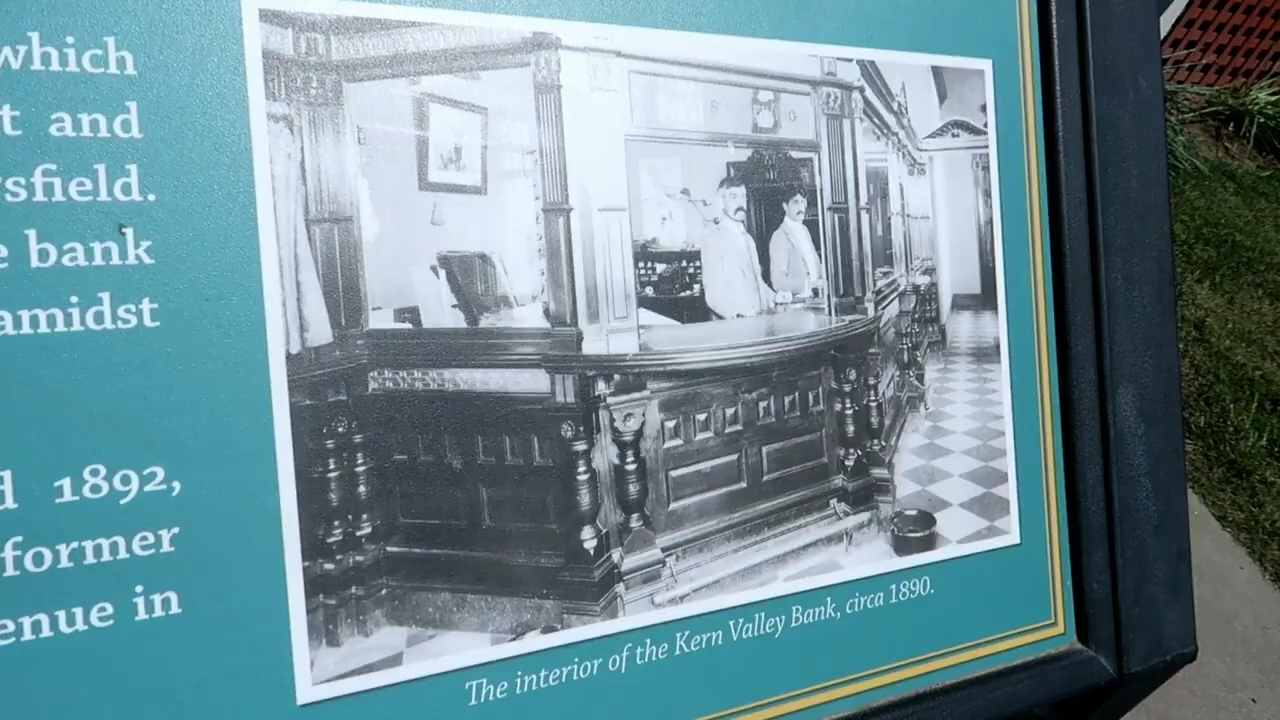 which
t and
sfield.
e bank
amidst
d 1892,
former
enue in
The interior of the Kern Valley Bank, circa 1890.